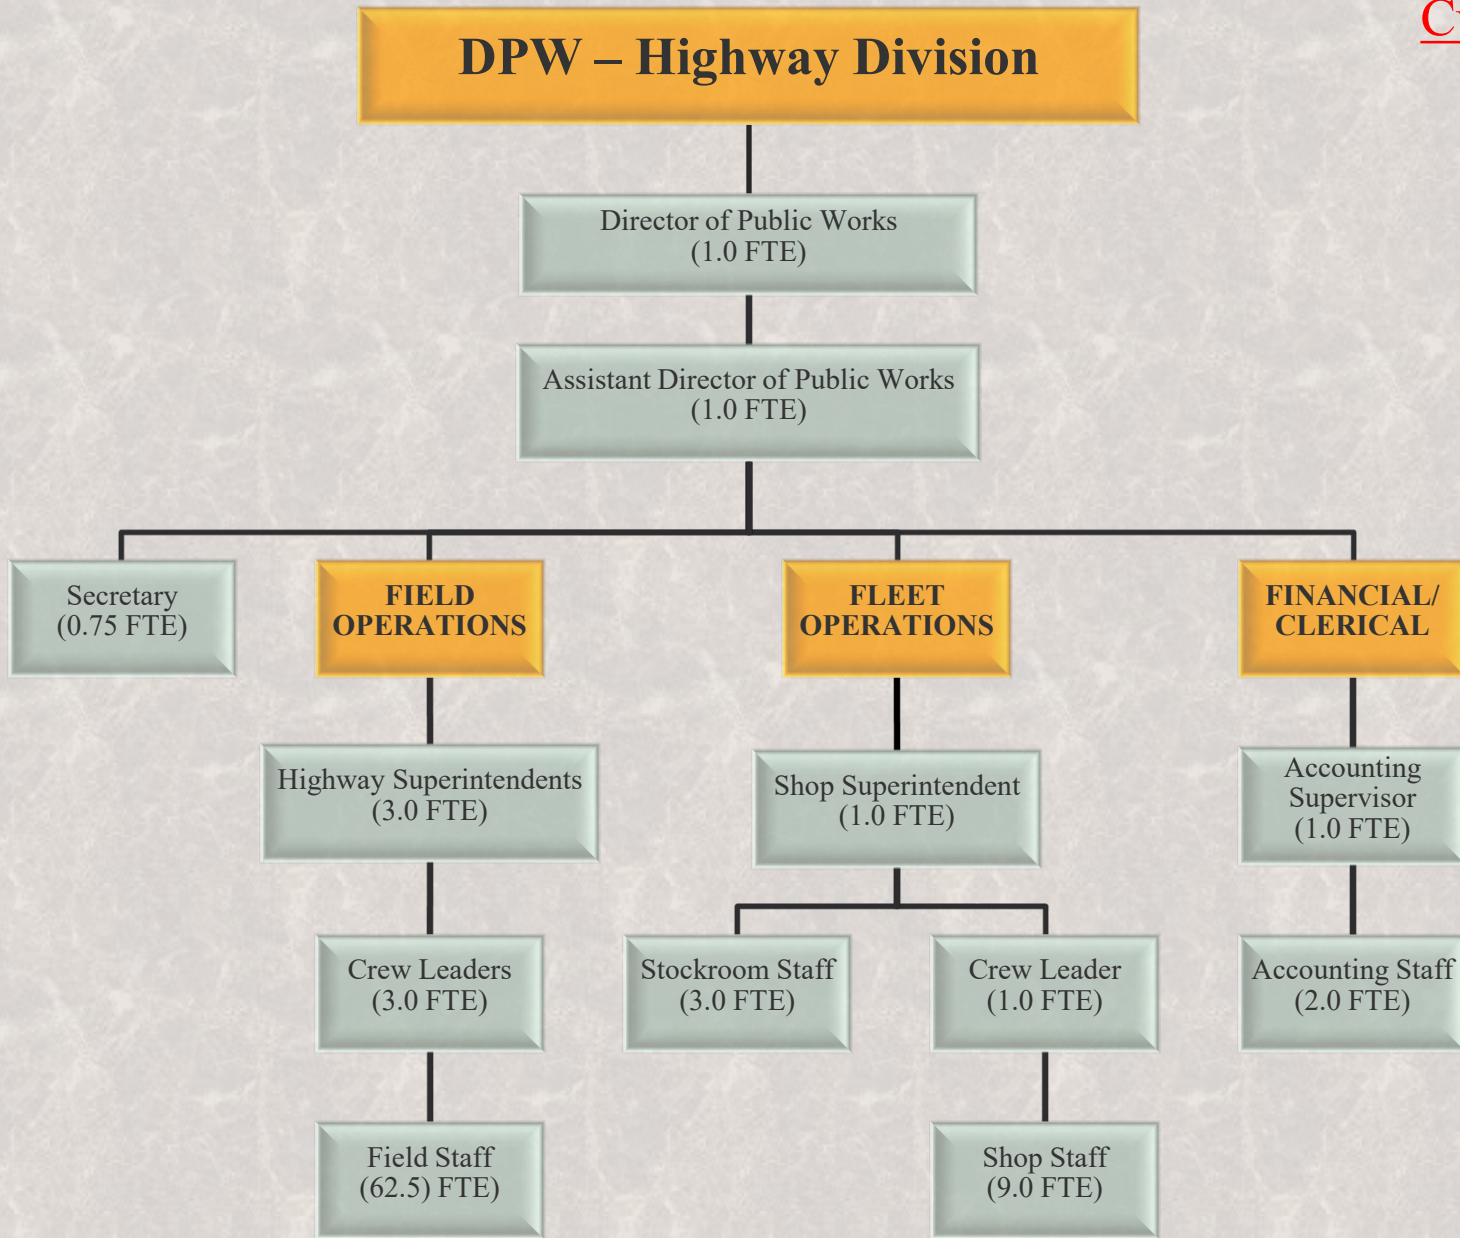 DPW – Highway Division
Director of Public Works
(1.0 FTE)
Assistant Director of Public Works
(1.0 FTE)
Secretary
(0.75 FTE)
FIELD
OPERATIONS
FLEET
OPERATIONS
FINANCIAL/
CLERICAL
Highway Superintendents
(3.0 FTE)
Shop Superintendent
(1.0 FTE)
Accounting
Supervisor
(1.0 FTE)
Crew Leaders
(3.0 FTE)
Stockroom Staff
(3.0 FTE)
Crew Leader
(1.0 FTE)
Accounting Staff
(2.0 FTE)
Field Staff
(62.5) FTE)
Shop Staff
(9.0 FTE)